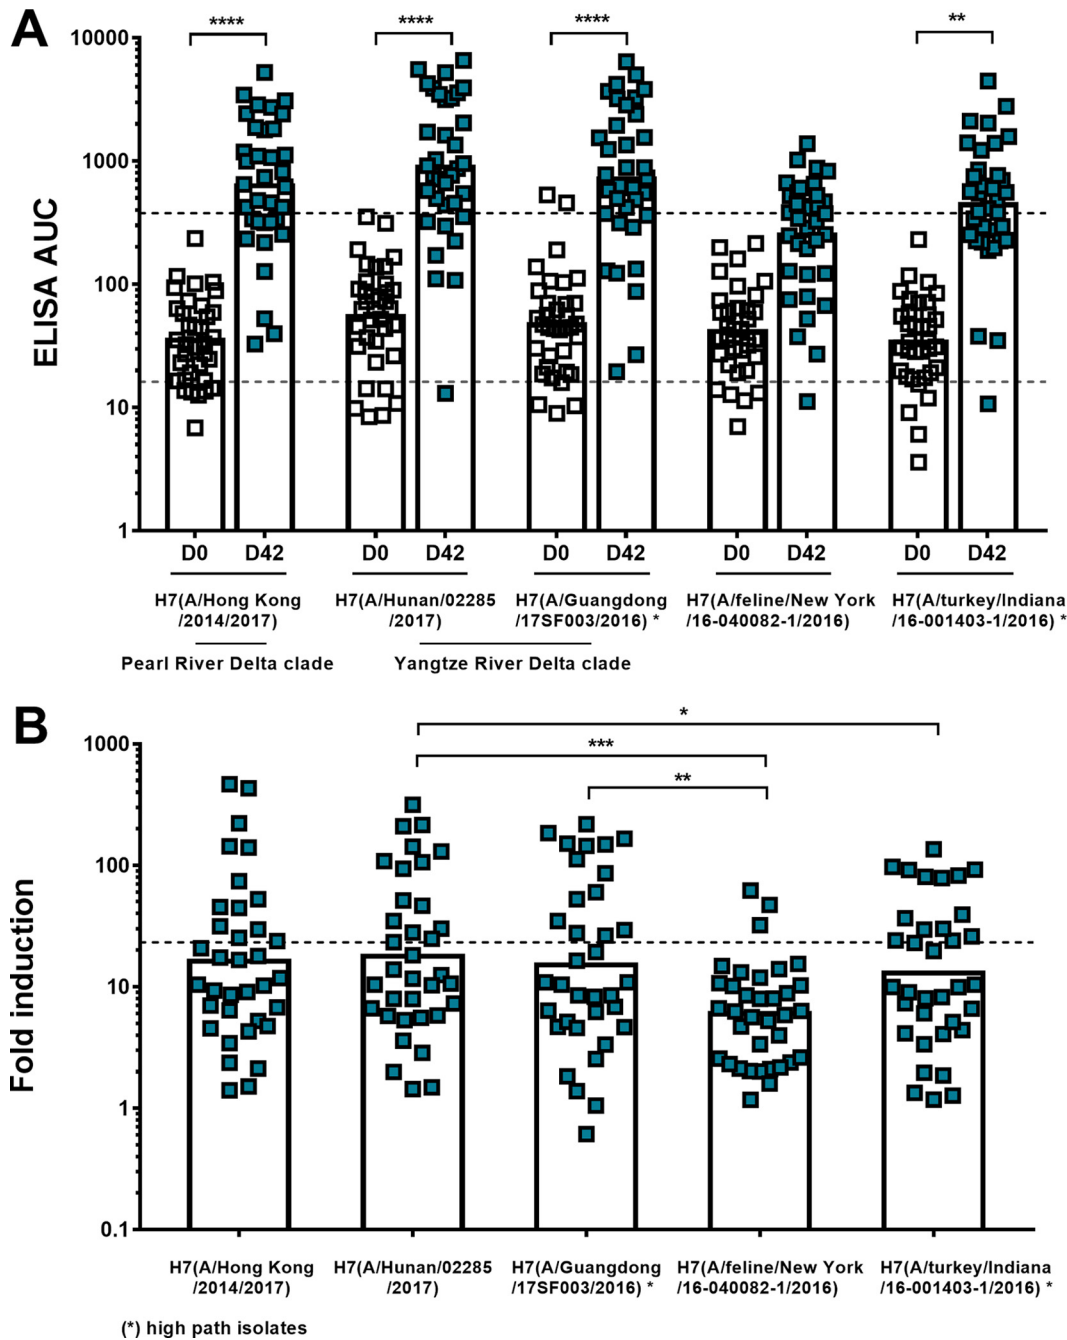 A
****
****
****
**
10000
1000
100
10
1
ELISA AUC
D0 D42 D0 D42 D0 D42 D0 D42 D0 D42
H7(A/Hong Kong H7(A/Hunan/02285 H7(A/Guangdong H7(A/feline/New York H7(A/turkey/Indiana
/2014/2017) /2017) /17SF003/2016) * /16-040082-1/2016) /16-001403-1/2016) *
Pearl River Delta clade Yangtze River Delta clade
B
*
***
**
1000
100
10
1
0.1
Fold induction
H7(A/Hong Kong H7(A/Hunan/02285 H7(A/Guangdong H7(A/feline/New York H7(A/turkey/Indiana
/2014/2017) /2017) /17SF003/2016) * /16-040082-1/2016) /16-001403-1/2016) *
(*) high path isolates